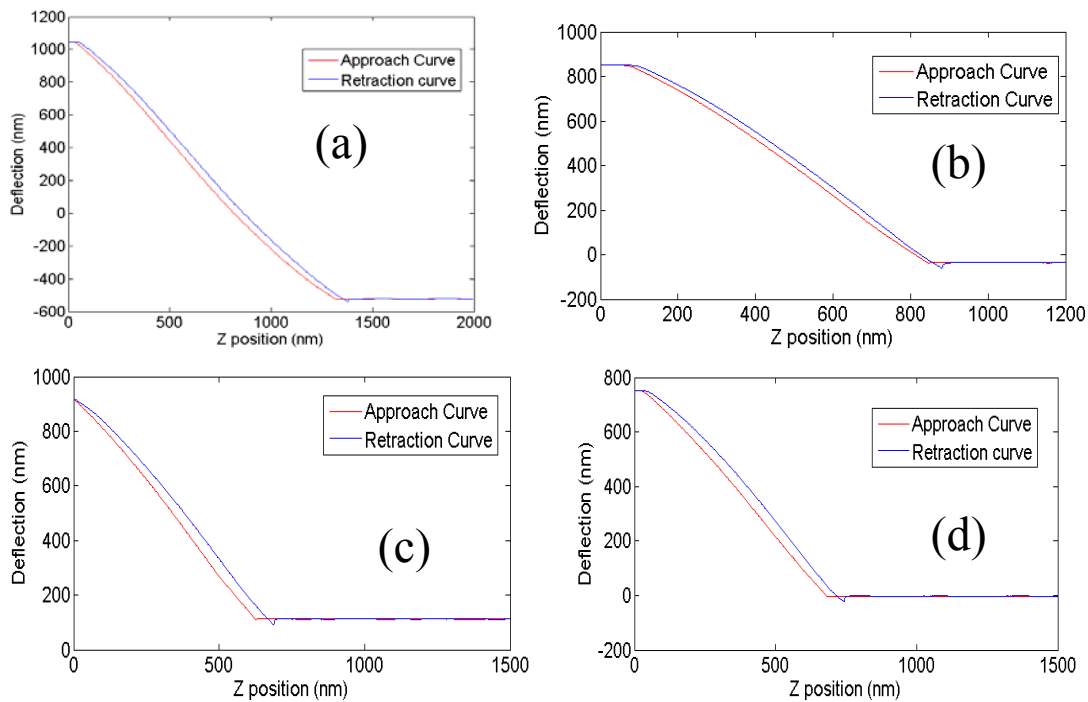 1200
1000
800
600
400
200
0
-200
-400
-600
0
500
1000
1500
2000
Deflection (nm)
Z position (nm)
Approach Curve
Retraction curve
(a)
1000
800
600
400
200
0
-200
0
200
400
600
800
1000
1200
Deflection (nm)
Z position (nm)
Approach Curve
Retraction Curve
(b)
1000
800
600
400
200
0
0
500
1000
1500
Deflection (nm)
Z position (nm)
Approach Curve
Retraction Curve
(c)
800
600
400
200
0
-200
0
500
1000
1500
Deflection (nm)
Z position (nm)
Approach Curve
Retraction curve
(d)